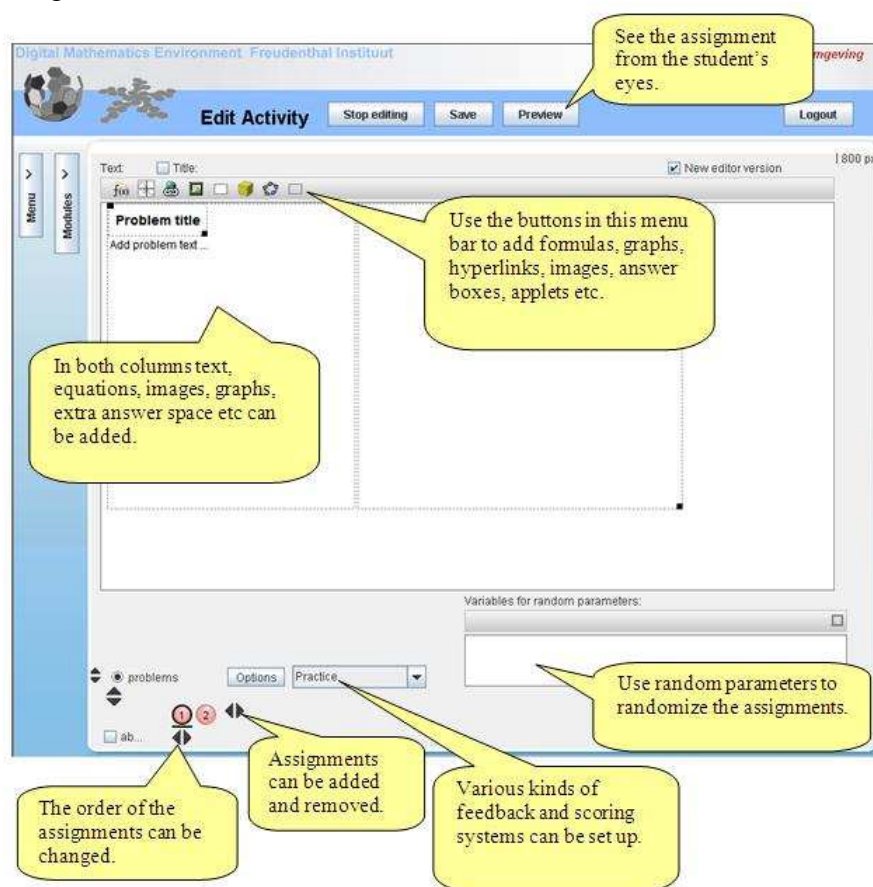 See the assignment
from the student's
eyes.
Digital Mathematics Environment Freudenthal Instituut
mgeving
Edit Activity
Stop editing
Save
Preview
Logout
Menu
Modules
Text:
Title:
New editor version
800 p
f(x)
Problem title
Add problem text ...
Use the buttons in this menu
bar to add formulas, graphs,
hyperlinks, images, answer
boxes, applets etc.
In both columns text,
equations, images, graphs,
extra answer space etc can
be added.
Variables for random parameters:
problems
Options
Practice
Use random parameters to
randomize the assignments.
1 2
ab...
Assignments
can be added
and removed.
Various kinds of
feedback and scoring
systems can be set up.
The order of the
assignments can be
changed.